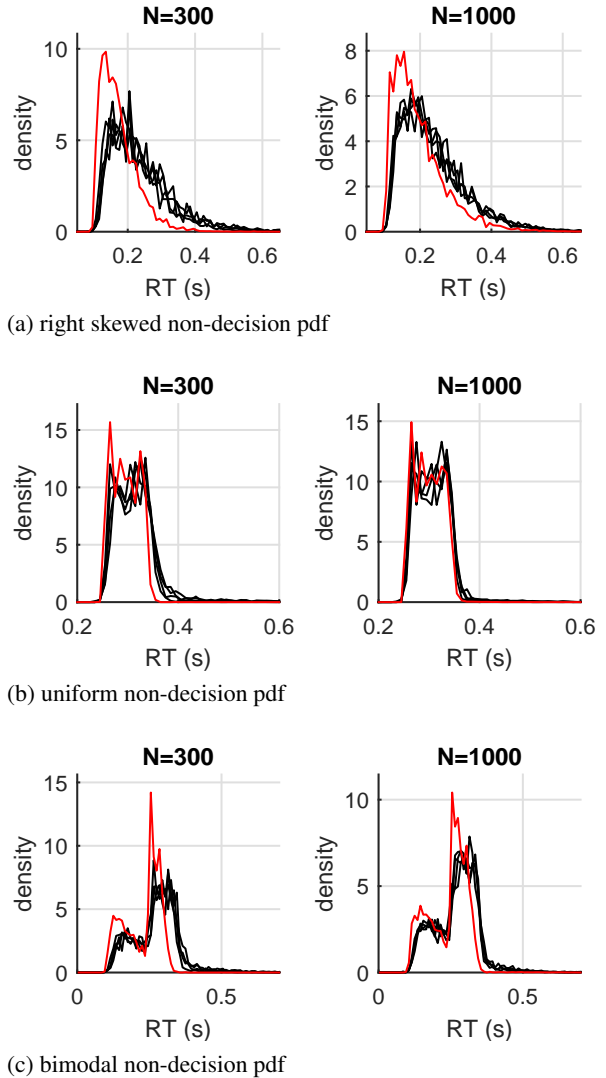 N=300
N=1000
density
10
5
0
0.2 0.4 0.6
RT (s)
density
8
6
4
2
0
0.2 0.4 0.6
RT (s)
(a) right skewed non-decision pdf
N=300
N=1000
density
15
10
5
0
0.2 0.4 0.6
RT (s)
density
15
10
5
0
0.2 0.4 0.6
RT (s)
(b) uniform non-decision pdf
N=300
N=1000
density
15
10
5
0
0 0.5
RT (s)
density
10
5
0
0 0.5
RT (s)
(c) bimodal non-decision pdf